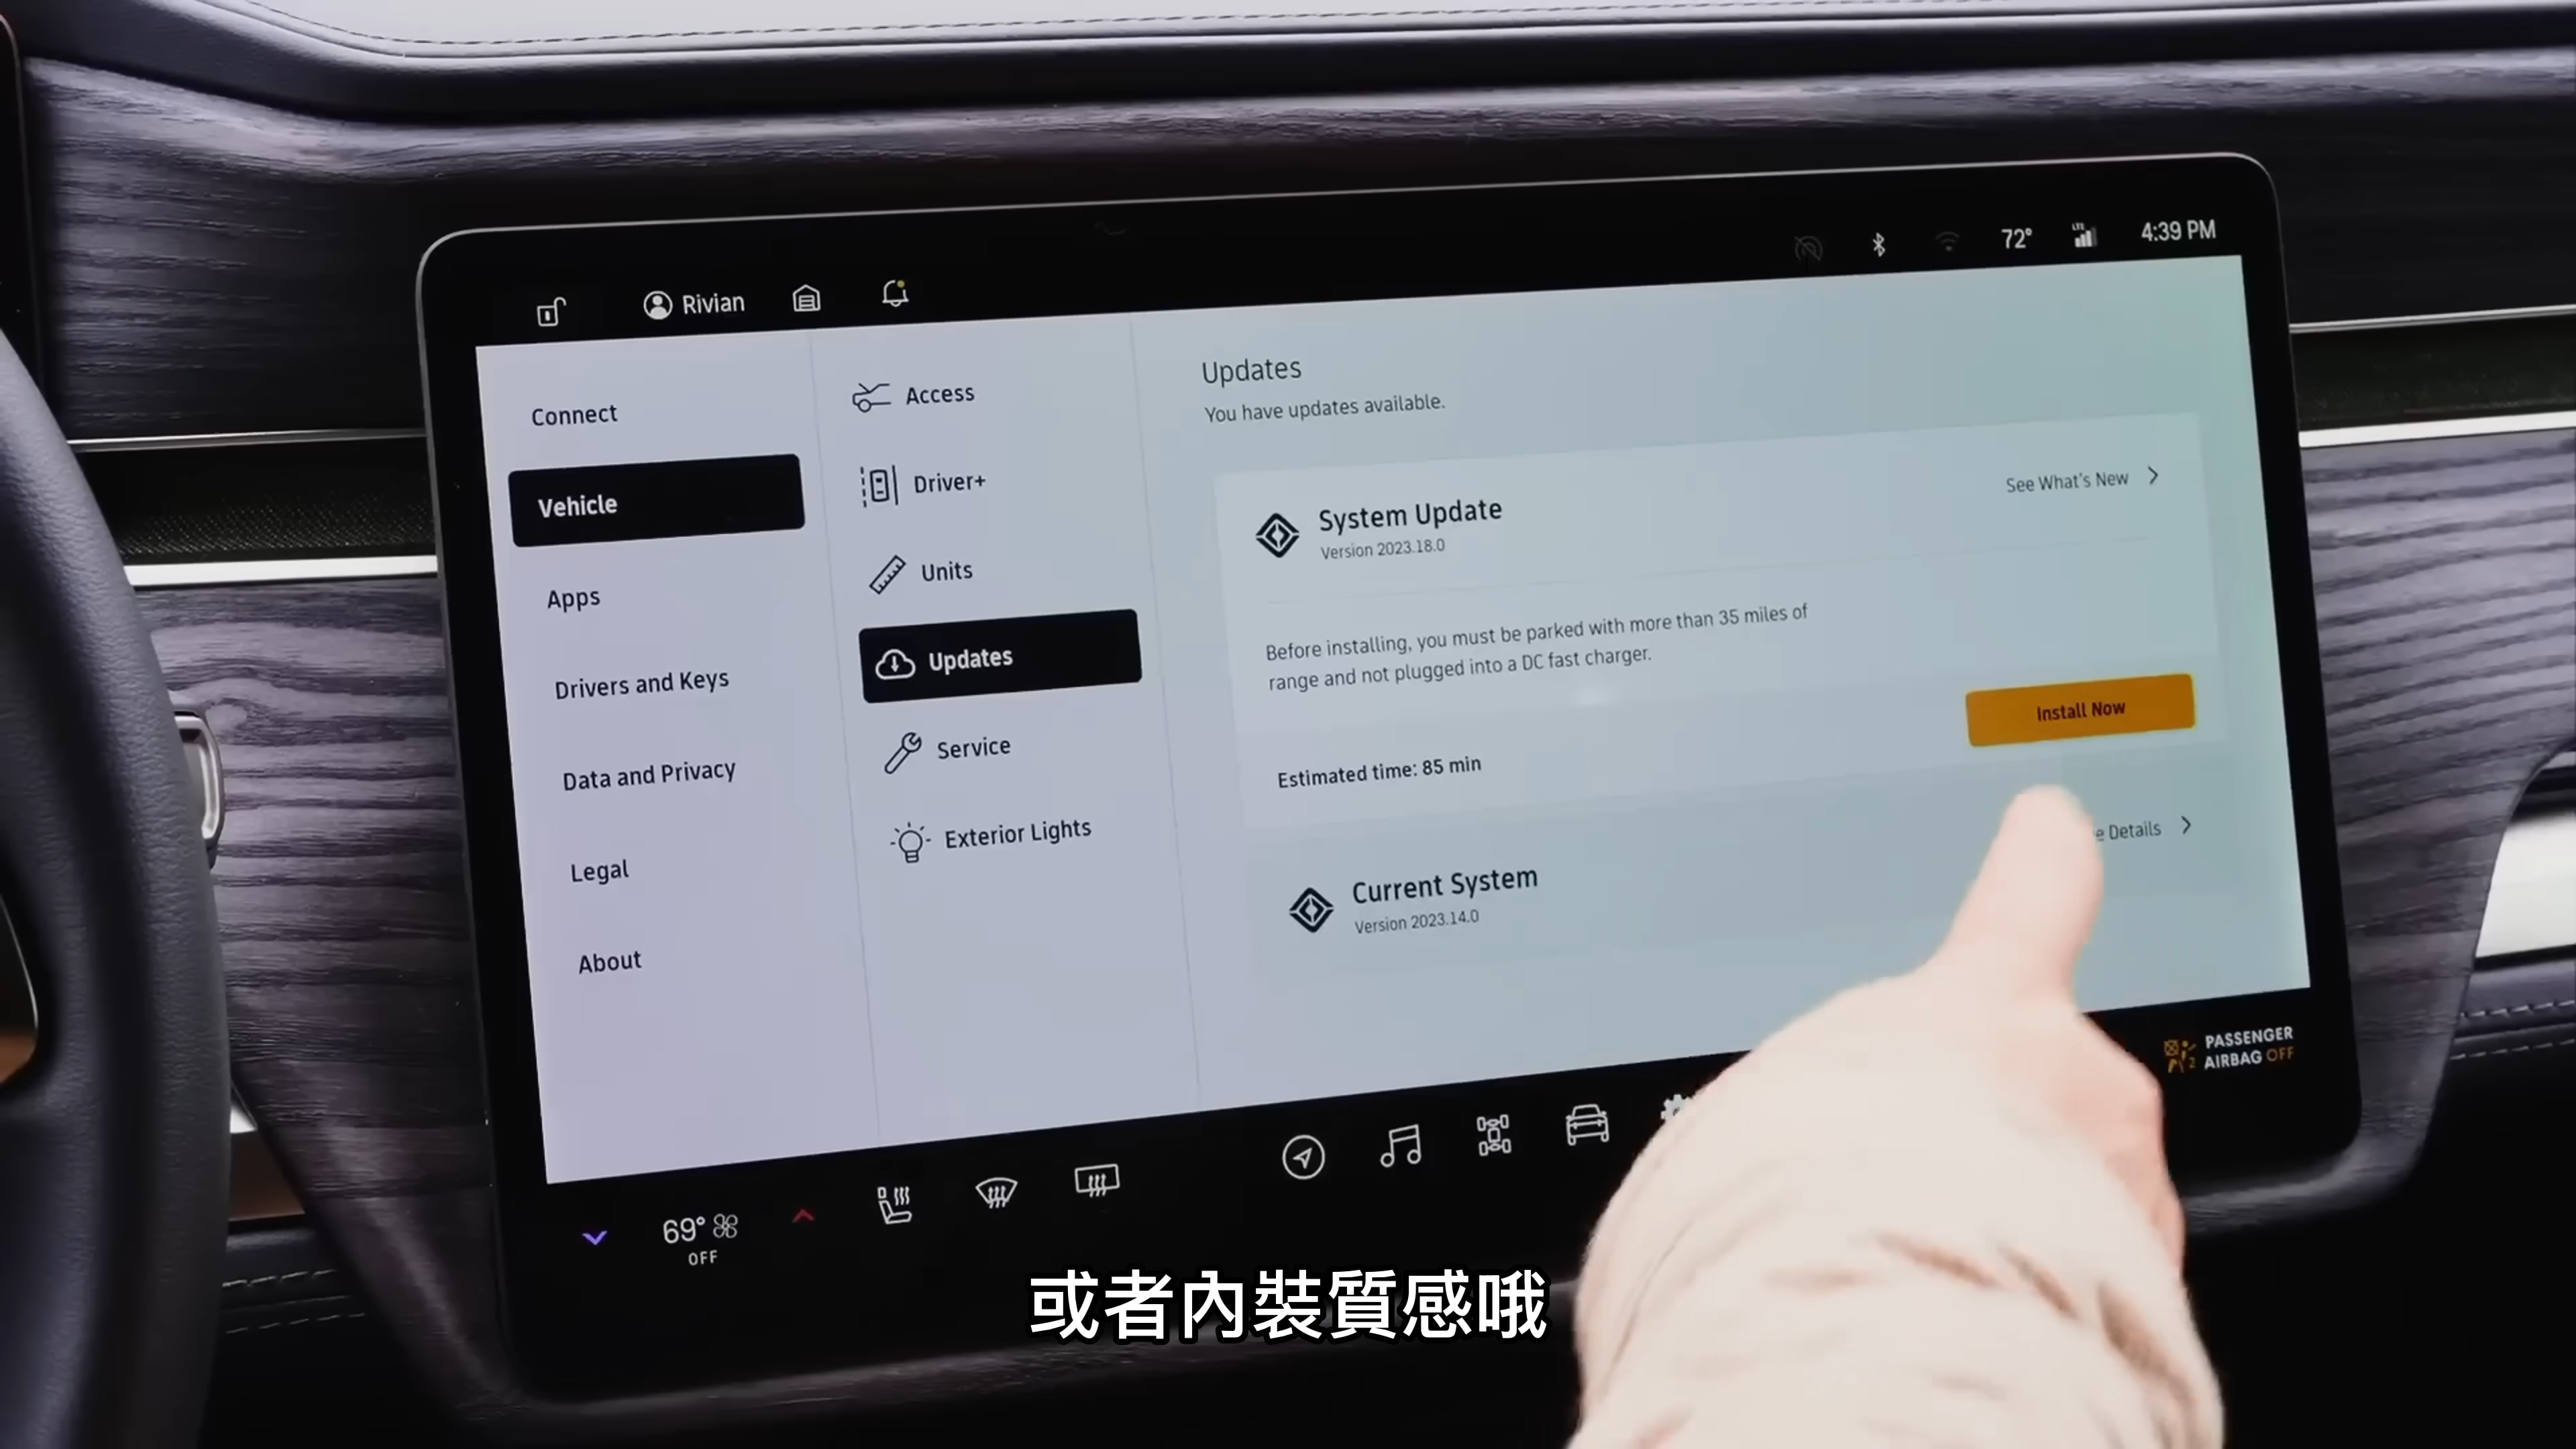 Rivian
72°
LTE
4:39 PM
Connect
Vehicle
Apps
Drivers and Keys
Data and Privacy
Legal
About
Access
Driver+
Units
Updates
Service
Exterior Lights
Updates
You have updates available.
System Update
Version 2023.18.0
See What's New
Before installing, you must be parked with more than 35 miles of
range and not plugged into a DC fast charger.
Install Now
Estimated time: 85 min
Details
Current System
Version 2023.14.0
PASSENGER
AIRBAG OFF
69°
OFF
或者內裝質感哦